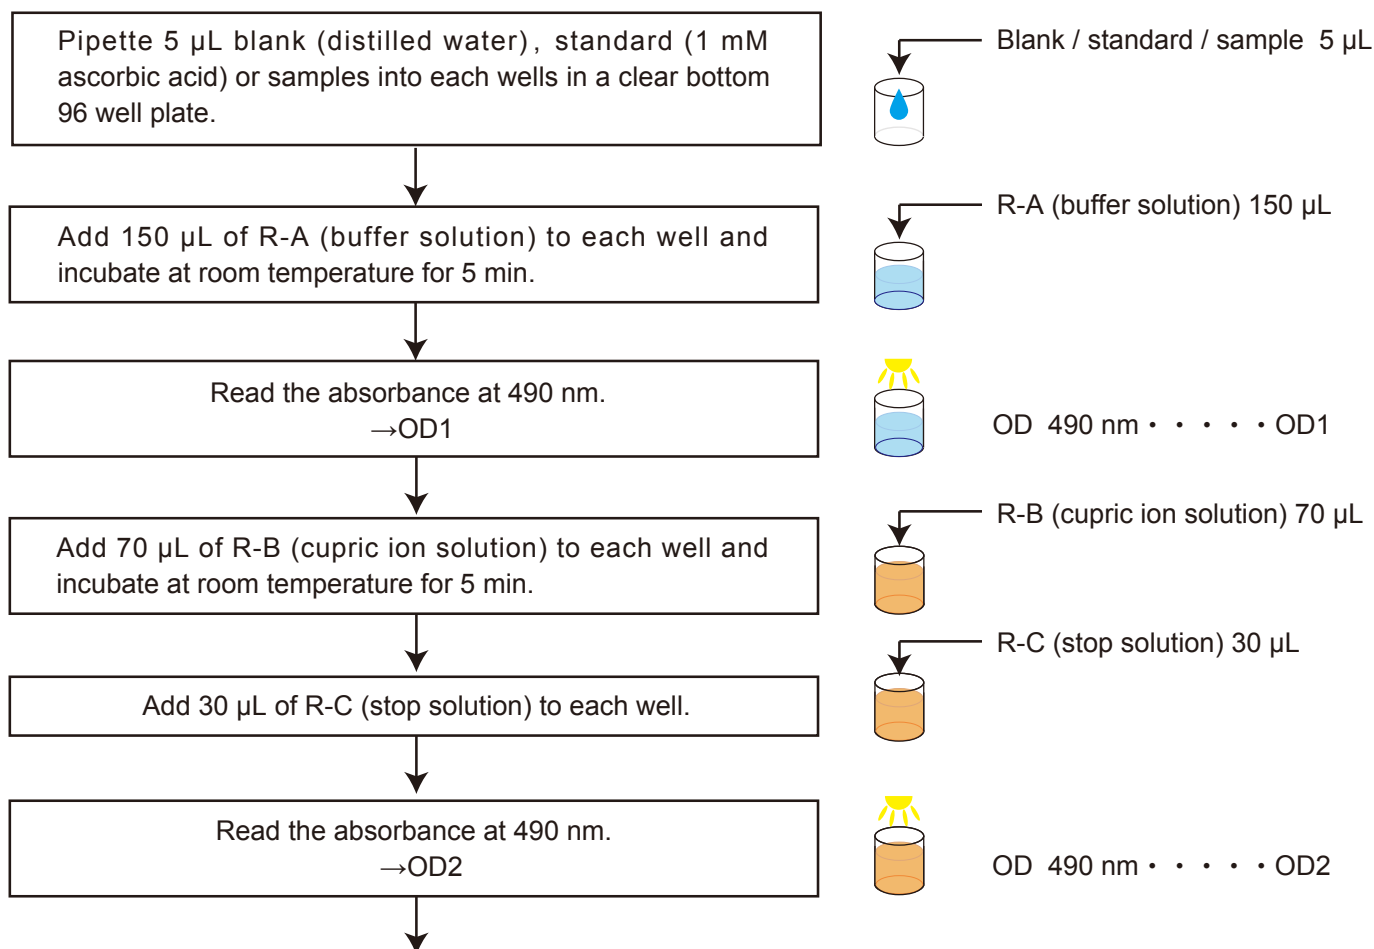 Pipette 5 µL blank (distilled water), standard (1 mM
ascorbic acid) or samples into each wells in a clear bottom
96 well plate.
Blank / standard / sample 5 µL
Add 150 µL of R-A (buffer solution) to each well and
incubate at room temperature for 5 min.
R-A (buffer solution) 150 µL
Read the absorbance at 490 nm.
→OD1
OD 490 nm・・・・・OD1
Add 70 µL of R-B (cupric ion solution) to each well and
incubate at room temperature for 5 min.
R-B (cupric ion solution) 70 µL
Add 30 µL of R-C (stop solution) to each well.
R-C (stop solution) 30 µL
Read the absorbance at 490 nm.
→OD2
OD 490 nm・・・・・OD2